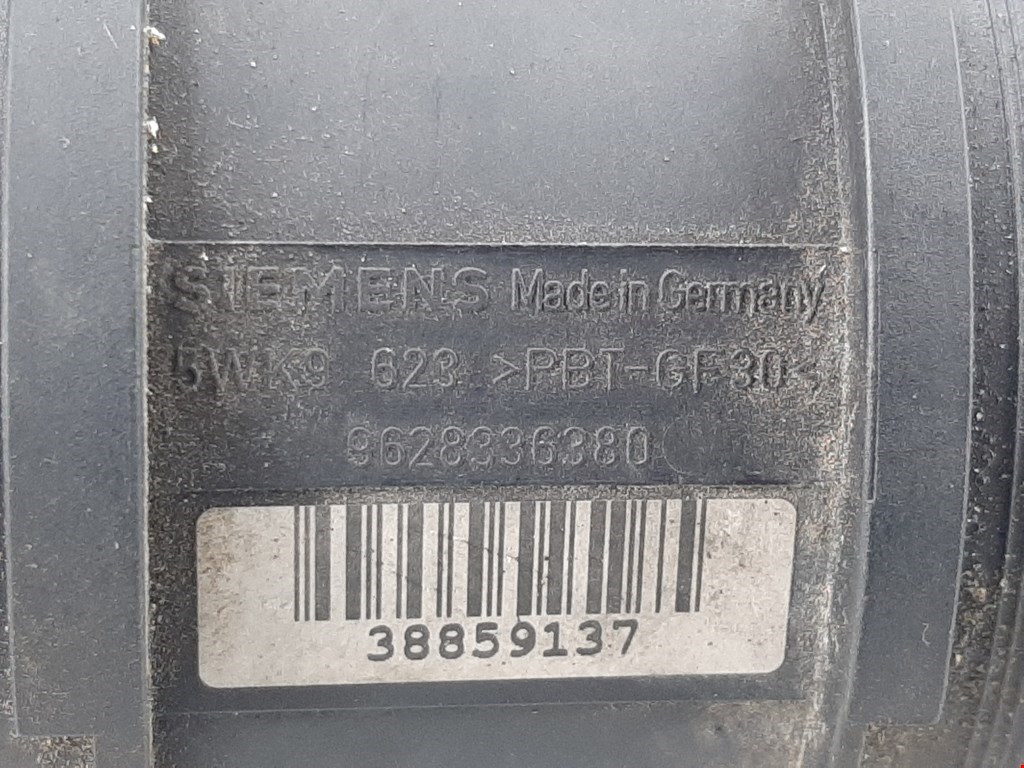 SIEMENS Made in Germany
5WK9 623 >PBT-GF30<
9628336380
38859137